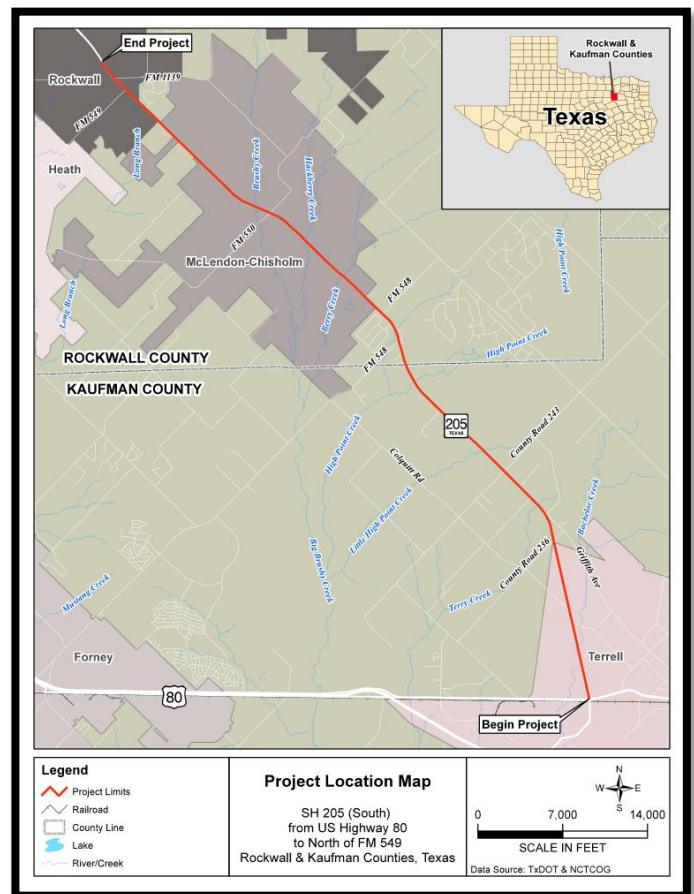 End Project
Rockwall &
Kaufman Counties
Texas
Rockwall
FM 1139
FM 549
Long Branch
Heath
Brushy Creek
Hackberry Creek
FM 550
McLendon-Chisholm
High Point Creek
Long Branch
Berry Creek
FM 548
ROCKWALL COUNTY
FM 548
High Point Creek
KAUFMAN COUNTY
205
TEXAS
County Road 243
High Point Creek
Colquitt Rd
Little High Point Creek
Bachelor Creek
Big Brushy Creek
County Road 236
Griffith Ave
Mustang Creek
Terry Creek
Forney
Terrell
80
Begin Project
Legend
Project Limits
Railroad
County Line
Lake
River/Creek
Project Location Map
SH 205 (South)
from US Highway 80
to North of FM 549
Rockwall & Kaufman Counties, Texas
N
W E
S
0 7,000 14,000
SCALE IN FEET
Data Source: TxDOT & NCTCOG